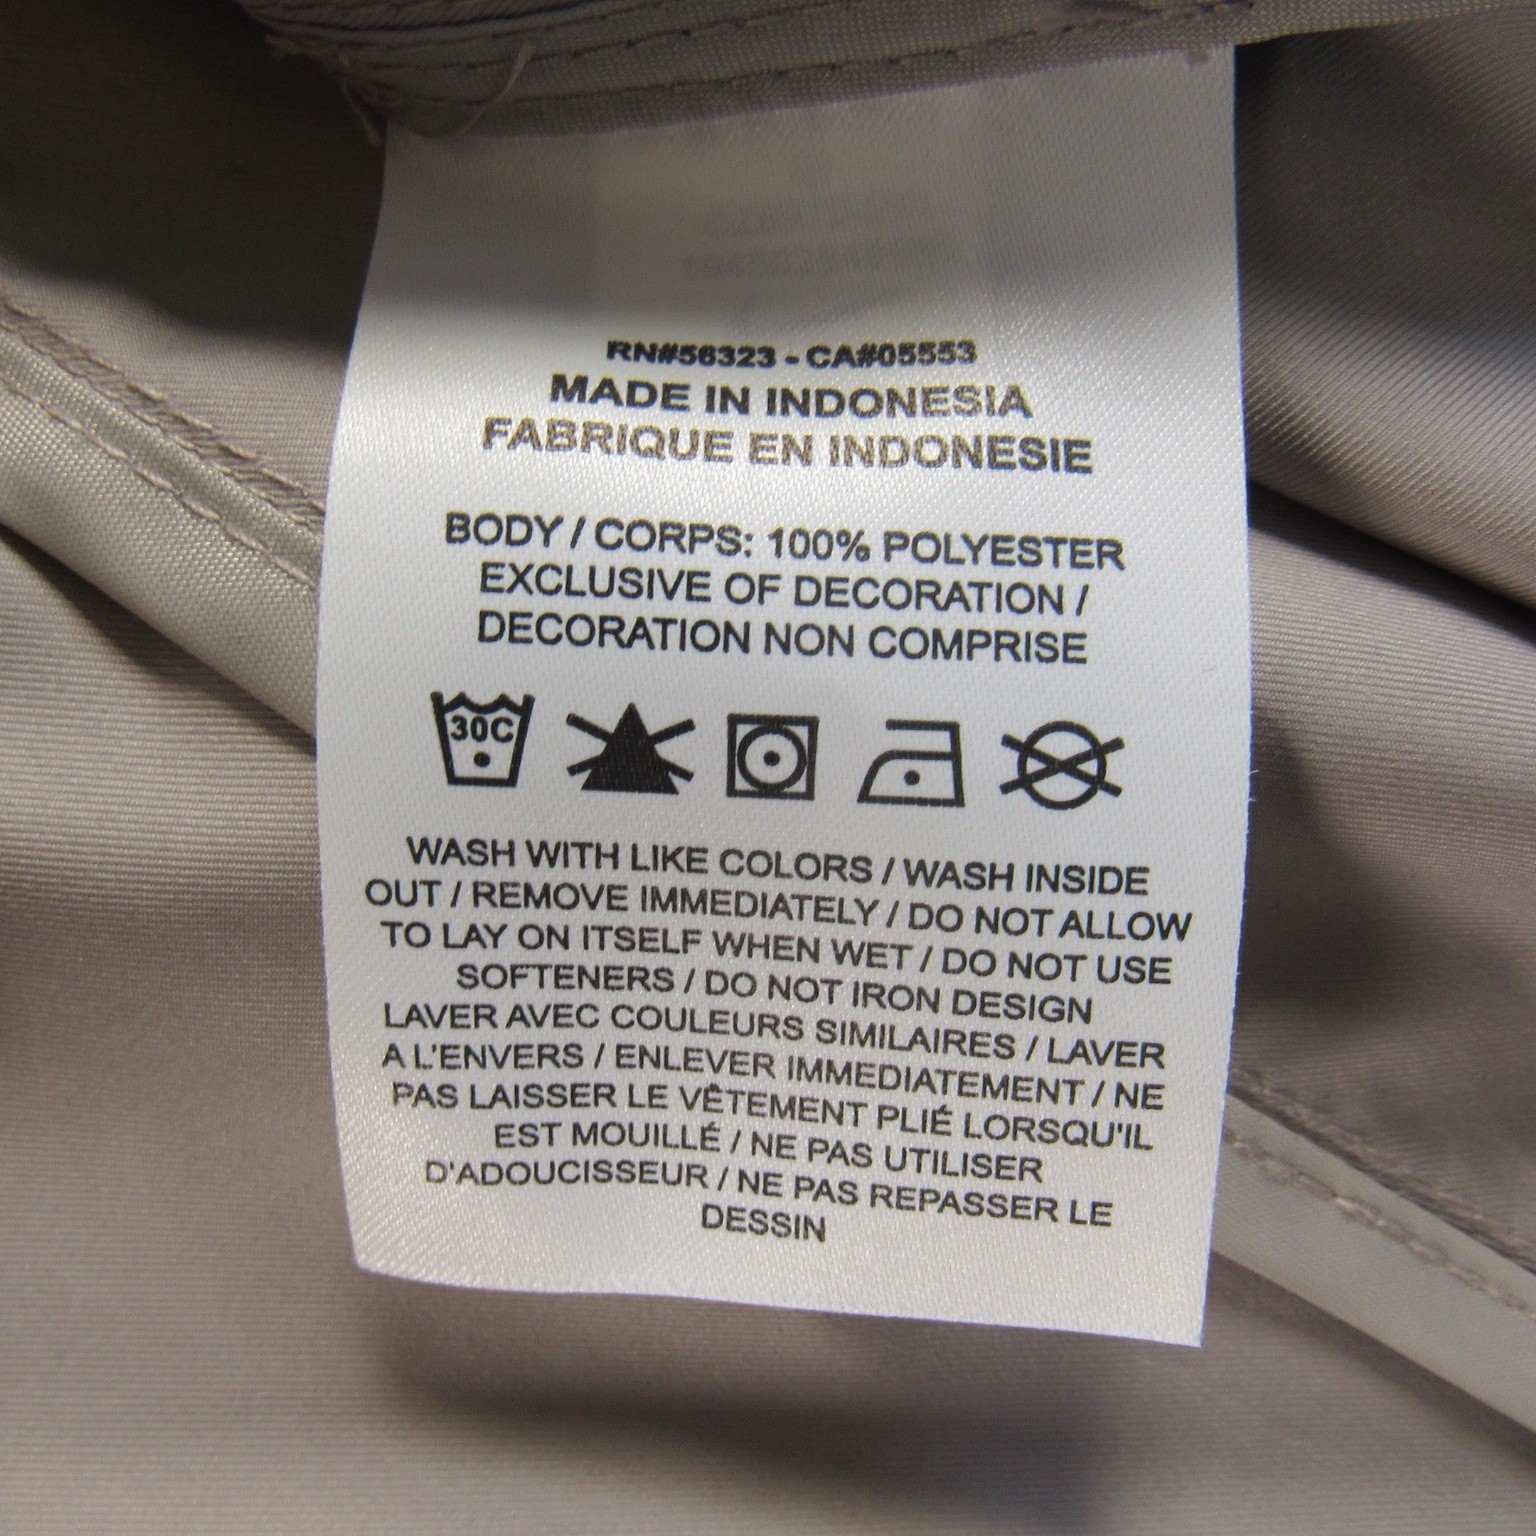 RN#56323 - CA#05553
MADE IN INDONESIA
FABRIQUE EN INDONESIE
BODY / CORPS: 100% POLYESTER
EXCLUSIVE OF DECORATION /
DECORATION NON COMPRISE
30C
WASH WITH LIKE COLORS / WASH INSIDE
OUT / REMOVE IMMEDIATELY / DO NOT ALLOW
TO LAY ON ITSELF WHEN WET / DO NOT USE
SOFTENERS / DO NOT IRON DESIGN
LAVER AVEC COULEURS SIMILAIRES / LAVER
A L'ENVERS / ENLEVER IMMEDIATEMENT / NE
PAS LAISSER LE VÊTEMENT PLIÉ LORSQU'IL
EST MOUILLÉ / NE PAS UTILISER
D'ADOUCISSEUR / NE PAS REPASSER LE
DESSIN